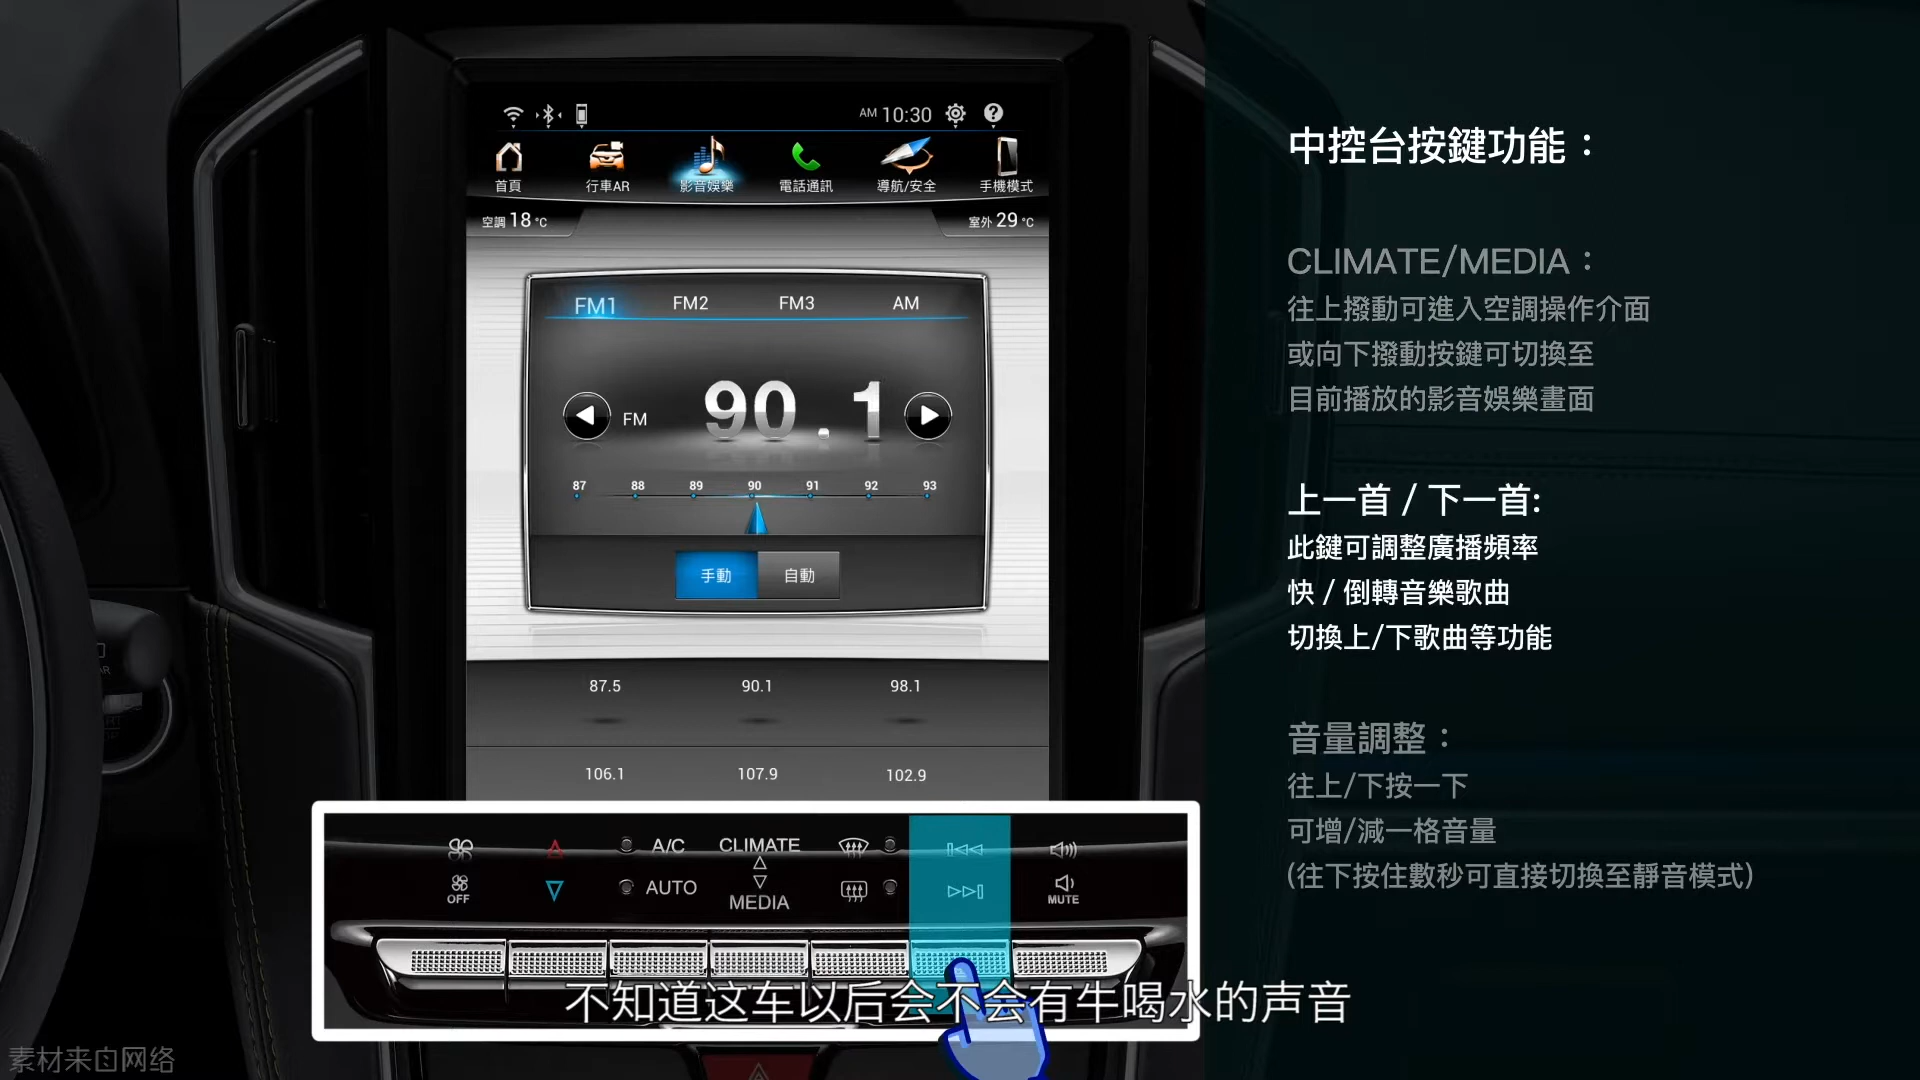 AM 10:30
首頁 行車AR 影音娛樂 電話通訊 導航/安全 手機模式
空調 18 °C 室外 29 °C
FM1 FM2 FM3 AM
FM 90.1
87 88 89 90 91 92 93
手動 自動
87.5 90.1 98.1
106.1 107.9 102.9
A/C CLIMATE
OFF AUTO MEDIA MUTE
中控台按鍵功能：
CLIMATE/MEDIA：
往上撥動可進入空調操作介面
或向下撥動按鍵可切換至
目前播放的影音娛樂畫面
上一首 / 下一首:
此鍵可調整廣播頻率
快 / 倒轉音樂歌曲
切換上/下歌曲等功能
音量調整：
往上/下按一下
可增/減一格音量
(往下按住數秒可直接切換至靜音模式)
不知道这车以后会不会有牛喝水的声音
素材来自网络